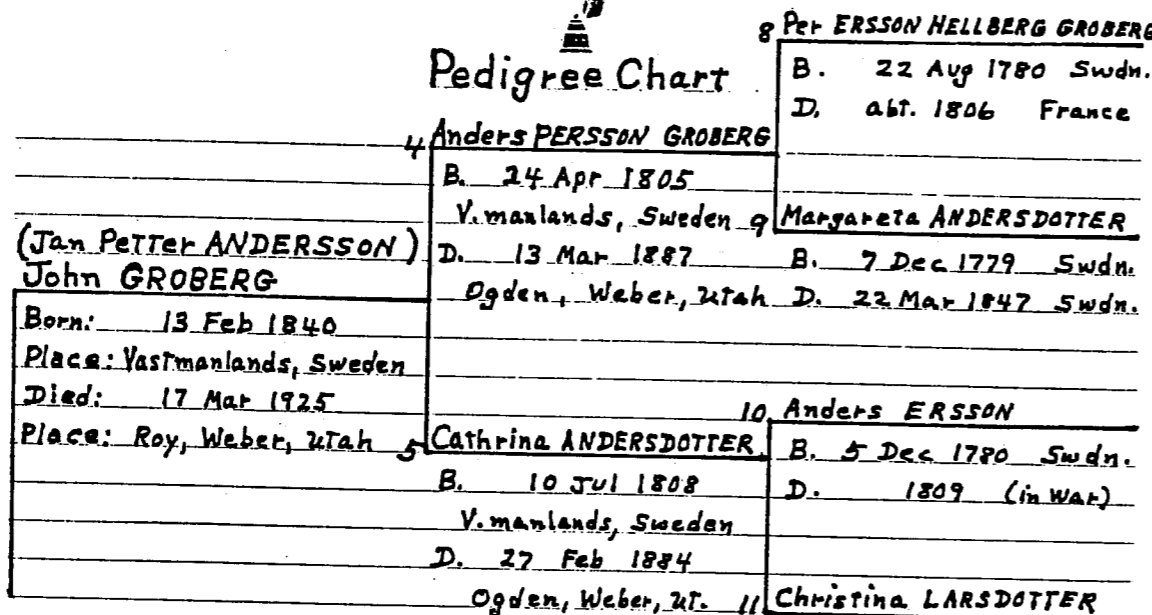 Pedigree Chart
(Jan Petter ANDERSSON)
John GROBERG
Born: 13 Feb 1840
Place: Vastmanlands, Sweden
Died: 17 Mar 1925
Place: Roy, Weber, Utah
4 Anders PERSSON GROBERG
B. 24 Apr 1805
V.manlands, Sweden
D. 13 Mar 1887
Ogden, Weber, Utah
5 Cathrina ANDERSDOTTER
B. 10 Jul 1808
V.manlands, Sweden
D. 27 Feb 1884
Ogden, Weber, UT.
8 Per ERSSON HELLBERG GROBERG
B. 22 Aug 1780 Swdn.
D. abt. 1806 France
9 Margareta ANDERSDOTTER
B. 7 Dec 1779 Swdn.
D. 22 Mar 1847 Swdn.
10 Anders ERSSON
B. 5 Dec 1780 Swdn.
D. 1809 (in War)
11 Christina LARSDOTTER